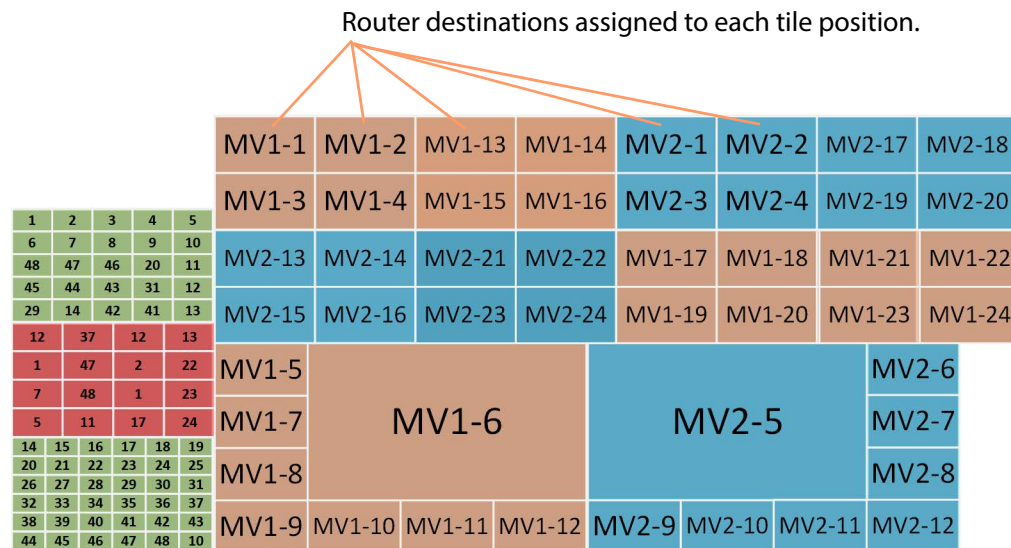 Router destinations assigned to each tile position.
MV1-1 MV1-2 MV1-13 MV1-14 MV2-1 MV2-2 MV2-17 MV2-18
MV1-3 MV1-4 MV1-15 MV1-16 MV2-3 MV2-4 MV2-19 MV2-20
MV2-13 MV2-14 MV2-21 MV2-22 MV1-17 MV1-18 MV1-21 MV1-22
MV2-15 MV2-16 MV2-23 MV2-24 MV1-19 MV1-20 MV1-23 MV1-24
MV1-5 MV1-6 MV2-5 MV2-6
MV1-7 MV2-7
MV1-8 MV2-8
MV1-9 MV1-10 MV1-11 MV1-12 MV2-9 MV2-10 MV2-11 MV2-12
1 2 3 4 5
6 7 8 9 10
48 47 46 20 11
45 44 43 31 12
29 14 42 41 13
12 37 12 13
1 47 2 22
7 48 1 23
5 11 17 24
14 15 16 17 18 19
20 21 22 23 24 25
26 27 28 29 30 31
32 33 34 35 36 37
38 39 40 41 42 43
44 45 46 47 48 10